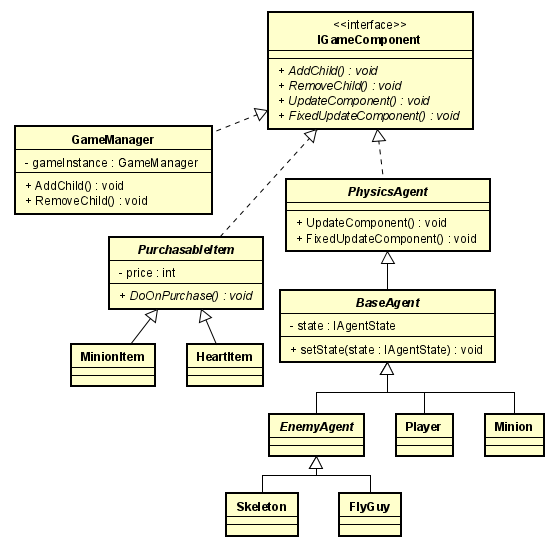 <<interface>>
IGameComponent
+ AddChild() : void
+ RemoveChild() : void
+ UpdateComponent() : void
+ FixedUpdateComponent() : void
GameManager
- gameInstance : GameManager
+ AddChild() : void
+ RemoveChild() : void
PhysicsAgent
+ UpdateComponent() : void
+ FixedUpdateComponent() : void
PurchasableItem
- price : int
+ DoOnPurchase() : void
BaseAgent
- state : IAgentState
+ setState(state : IAgentState) : void
MinionItem
HeartItem
EnemyAgent
Player
Minion
Skeleton
FlyGuy